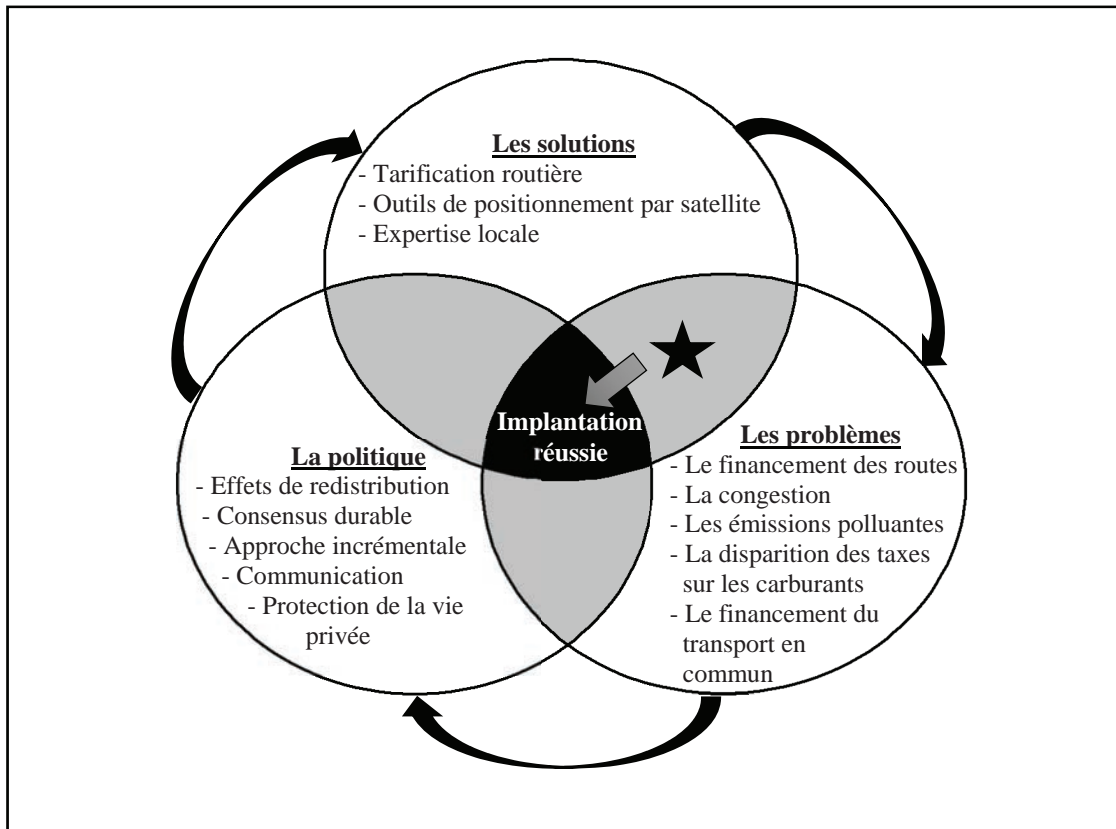 Les solutions
- Tarification routière
- Outils de positionnement par satellite
- Expertise locale
Implantation
réussie
La politique
- Effets de redistribution
- Consensus durable
- Approche incrémentale
- Communication
- Protection de la vie
privée
Les problèmes
- Le financement des routes
- La congestion
- Les émissions polluantes
- La disparition des taxes
sur les carburants
- Le financement du
transport en
commun